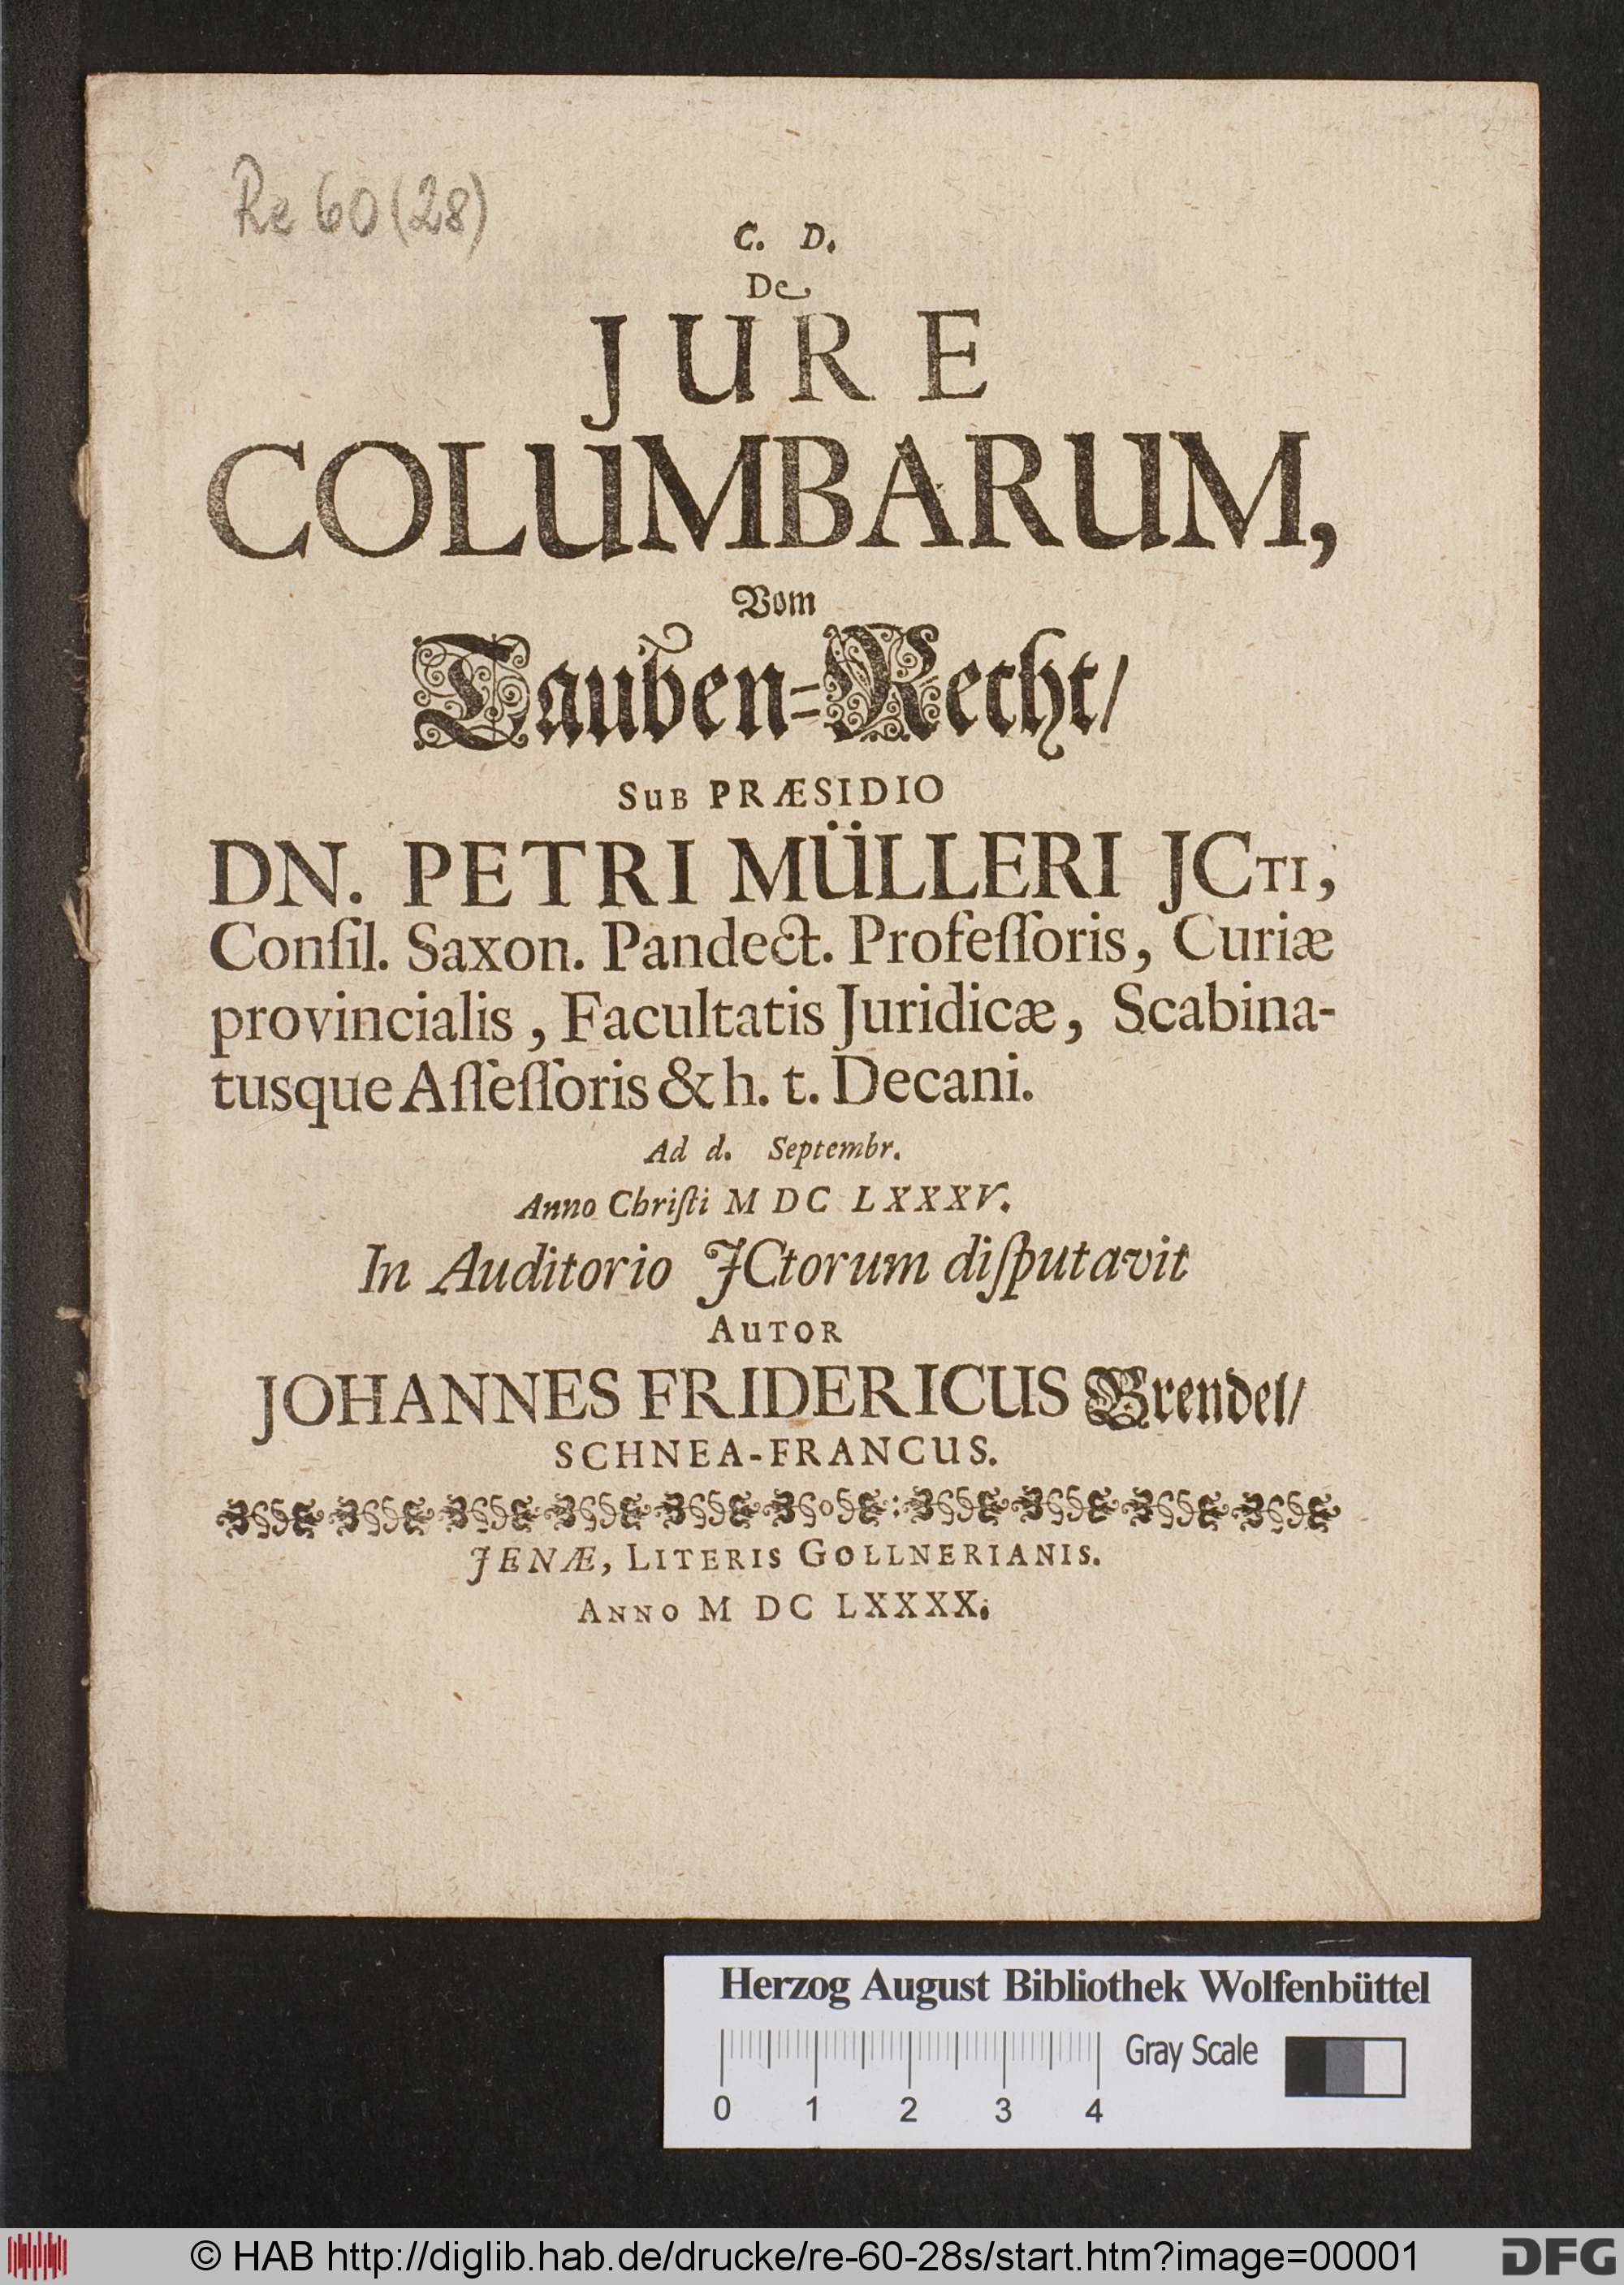 Re 60 (28)
C. D.
De
JURE
COLUMBARUM,
Vom
Tauben=Recht/
SUB PRÆSIDIO
DN. PETRI MÜLLERI JCTI,
Conſil. Saxon. Pandect. Profeſſoris, Curiæ
provincialis, Facultatis Juridicæ, Scabina-
tusque Aſſeſſoris & h. t. Decani.
Ad d. Septembr.
Anno Chriſti M DC LXXXV.
In Auditorio JCtorum diſputavit
AUTOR
JOHANNES FRIDERICUS Brendel/
SCHNEA-FRANCUS.
JENÆ, LITERIS GOLLNERIANIS.
ANNO M DC LXXXX.
Herzog August Bibliothek Wolfenbüttel
Gray Scale
0 1 2 3 4
© HAB http://diglib.hab.de/drucke/re-60-28s/start.htm?image=00001
DFG